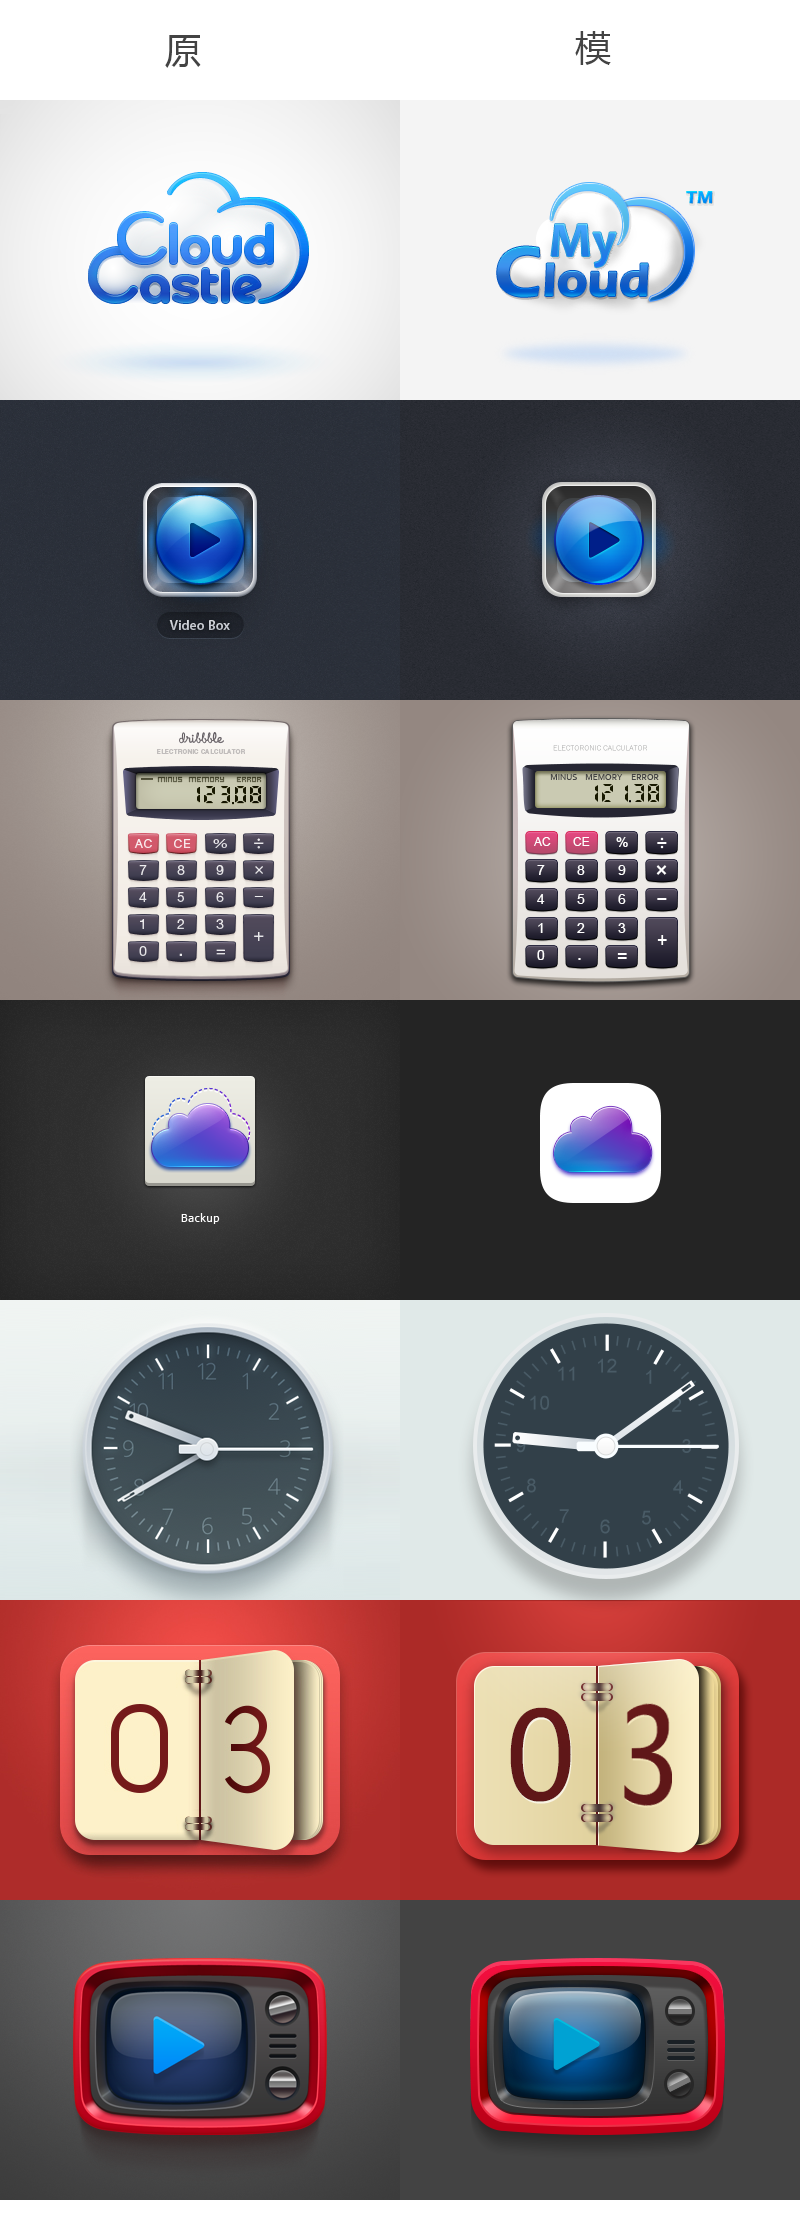 原 模
Cloud
Castle
My
Cloud
TM
Video Box
dribbble
ELECTRONIC CALCULATOR
MINUS MEMORY ERROR
123.08
AC CE % ÷
7 8 9 ×
4 5 6 −
1 2 3 +
0 . =
ELECTORONIC CALCULATOR
MINUS MEMORY ERROR
121.38
AC CE % ÷
7 8 9 ×
4 5 6 −
1 2 3 +
0 . =
Backup
12
11 1
10 2
9 3
8 4
7 5
6
12
11 1
10 2
9 3
8 4
7 5
6
03
03